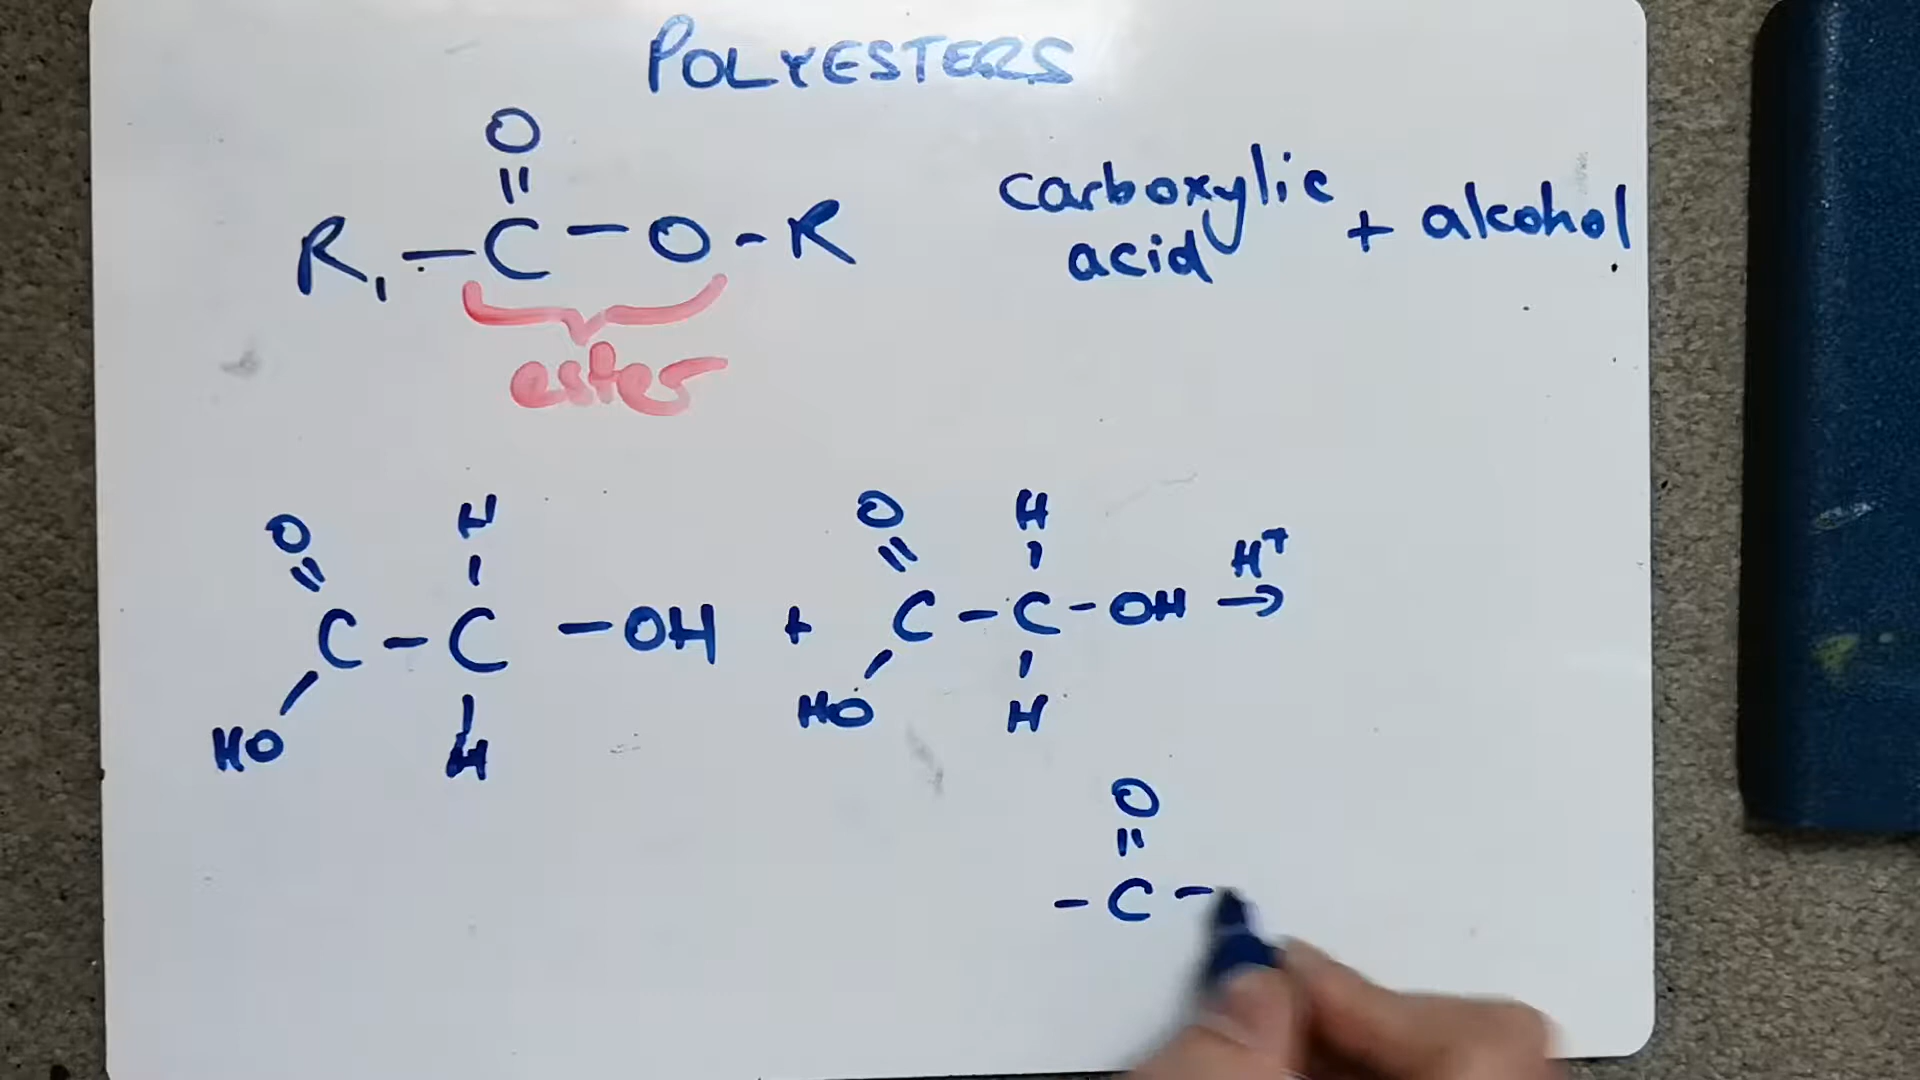 POLYESTERS
O
||
R₁ — C — O - R
carboxylic acid + alcohol
ester
O H O H
|| | || | H⁺
C - C - OH + C - C - OH →
HO H HO H
O
||
- C -